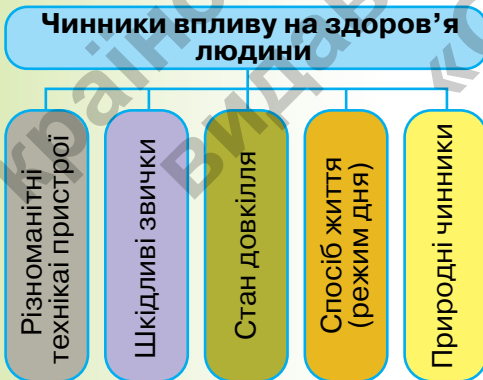 Чинники впливу на здоров’я
людини
Різноманітні
технікаі пристрої
Шкідливі звички
Стан довкілля
Спосіб життя
(режим дня)
Природні чинники